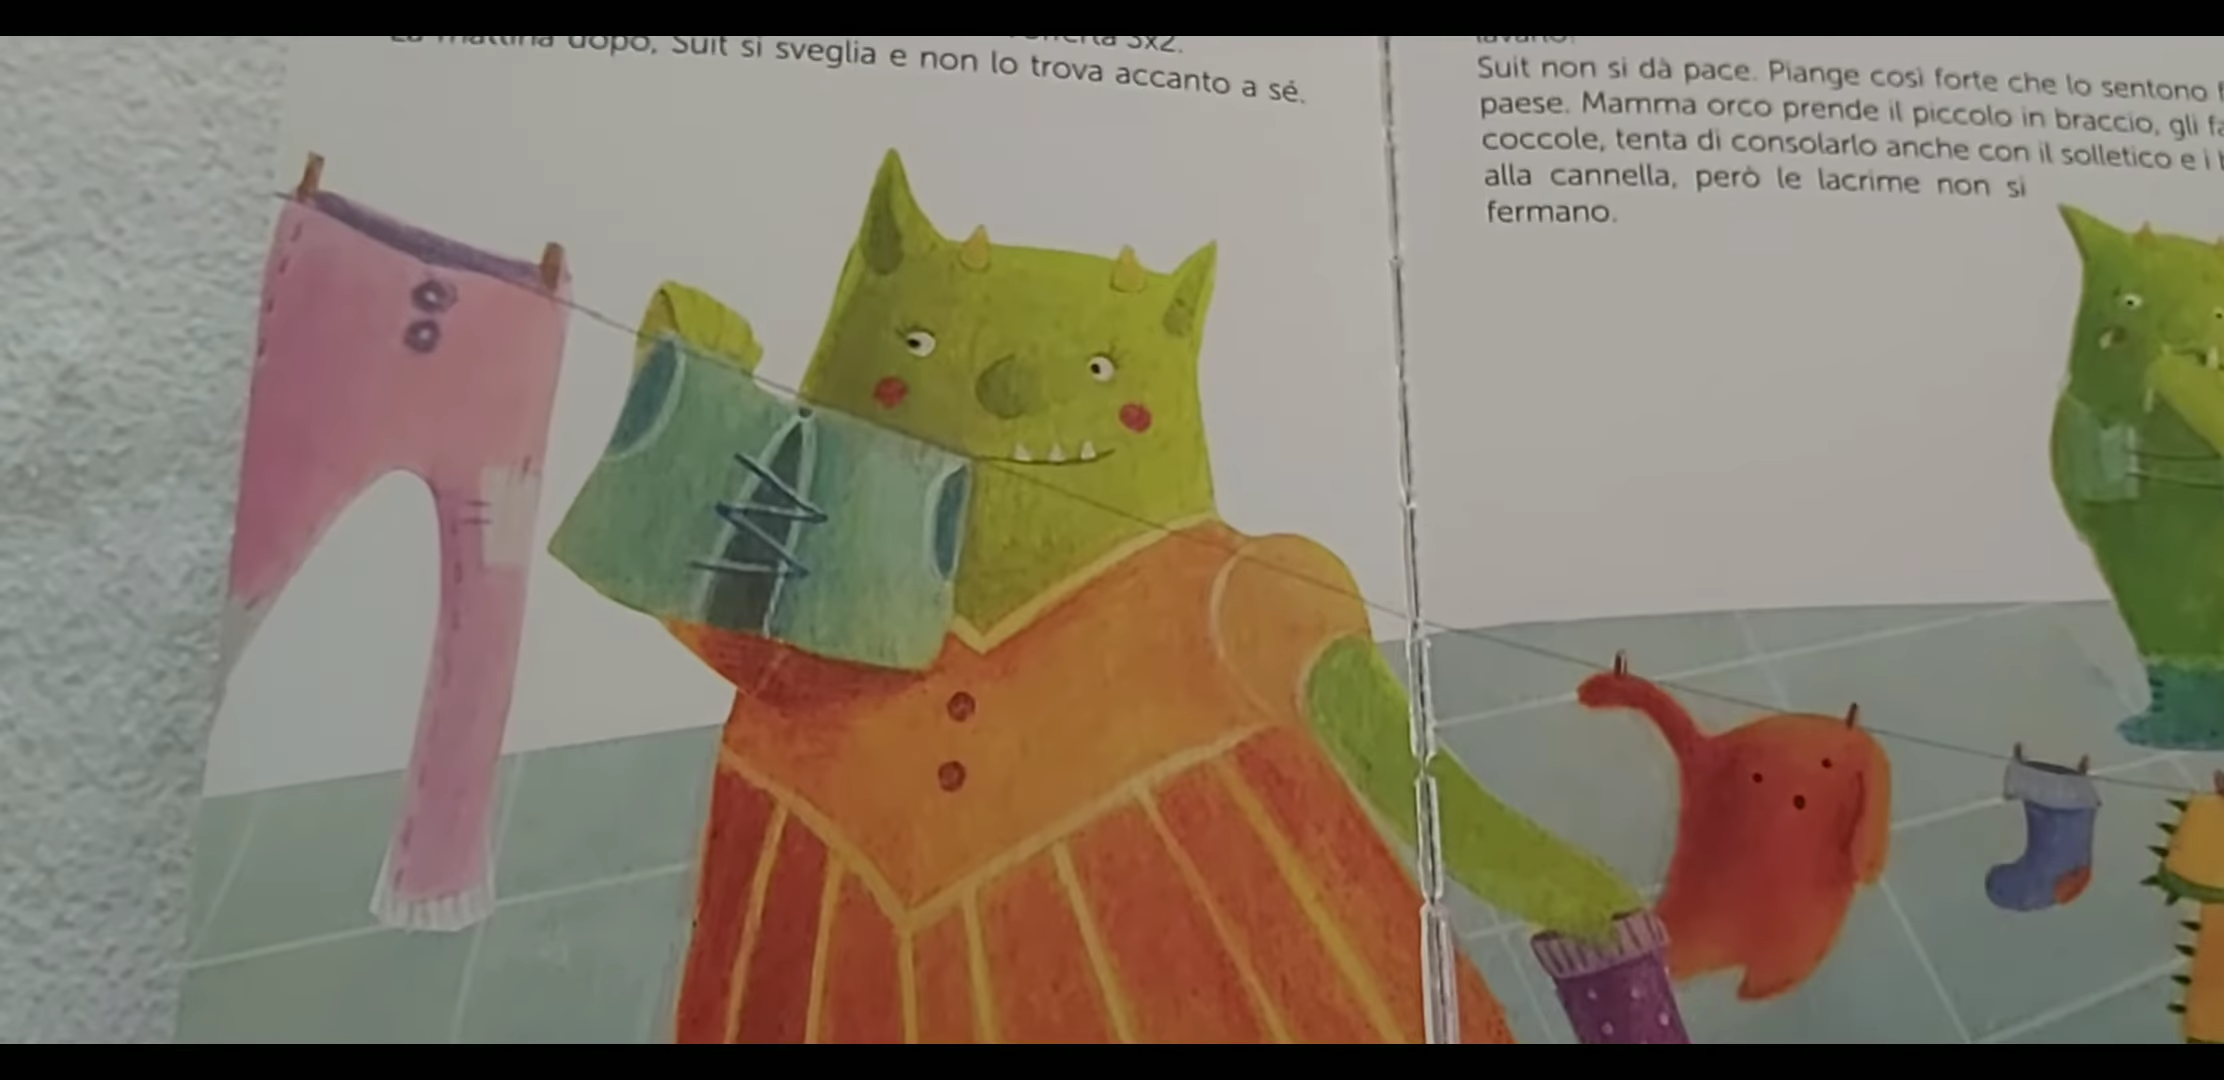 La mattina dopo, Suit si sveglia e non lo trova accanto a sé.
3x2.
Suit non si dà pace. Piange così forte che lo sentono
paese. Mamma orco prende il piccolo in braccio, gli
coccole, tenta di consolarlo anche con il solletico e i
alla cannella, però le lacrime non si
fermano.